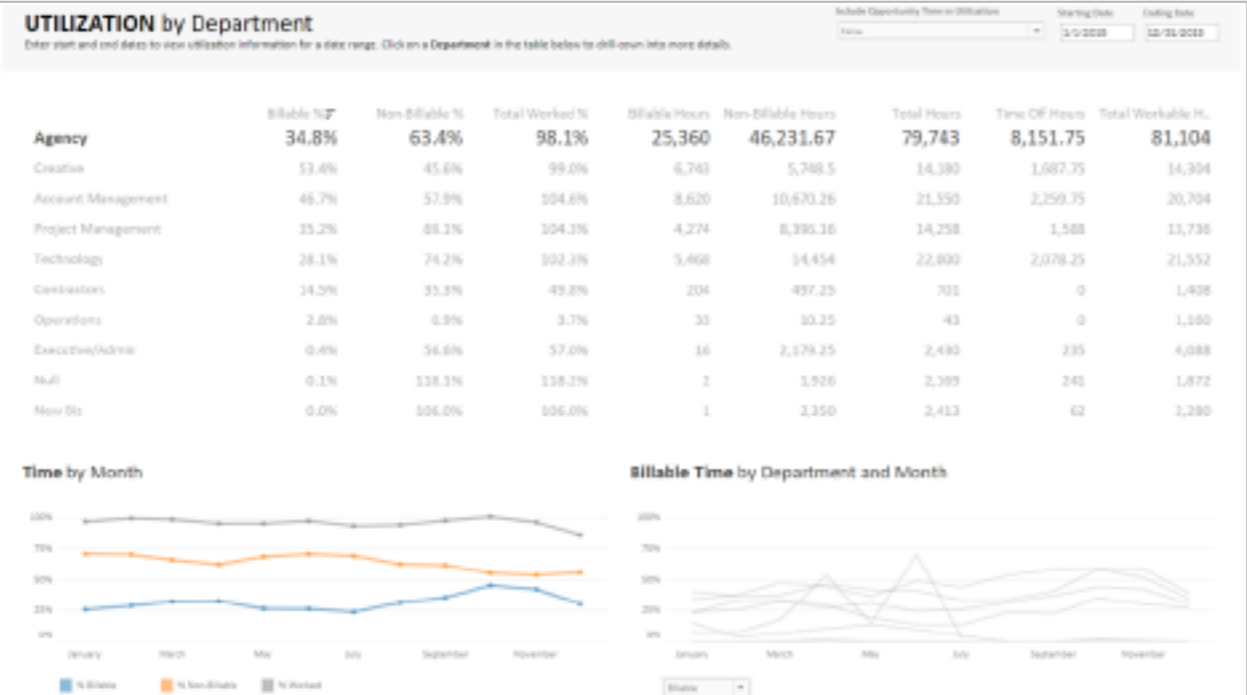 UTILIZATION by Department
Enter start and end dates to view utilization information for a date range. Click on a Department in the table below to drill-down into more details.
Include Opportunity Time in Utilization Starting Date Ending Date
1/1/2018 12/31/2018
Billable % Non-Billable % Total Worked % Billable Hours Non-Billable Hours Total Hours Time Off Hours Total Workable H..
Agency 34.8% 63.4% 98.1% 25,360 46,231.67 79,743 8,151.75 81,104
Creative 53.4% 45.6% 99.0% 6,743 5,748.5 14,180 1,687.75 14,304
Account Management 46.7% 57.9% 104.6% 8,620 10,670.26 21,550 2,259.75 20,704
Project Management 35.2% 69.1% 104.3% 4,274 8,396.16 14,258 1,588 13,736
Technology 28.1% 74.2% 102.3% 5,468 14,454 22,000 2,078.25 21,552
Contractors 14.5% 35.3% 49.8% 204 497.25 701 0 1,408
Operations 2.8% 0.9% 3.7% 33 10.25 43 0 1,160
Executive/Admin 0.4% 56.6% 57.0% 16 2,179.25 2,430 235 4,088
Null 0.1% 118.1% 118.2% 2 1,926 2,169 241 1,872
New Biz 0.0% 106.0% 106.0% 1 2,350 2,413 62 2,280
Time by Month
100%
75%
50%
25%
0%
January March May July September November
% Billable % Non-Billable % Worked
Billable Time by Department and Month
100%
75%
50%
25%
0%
January March May July September November
Billable